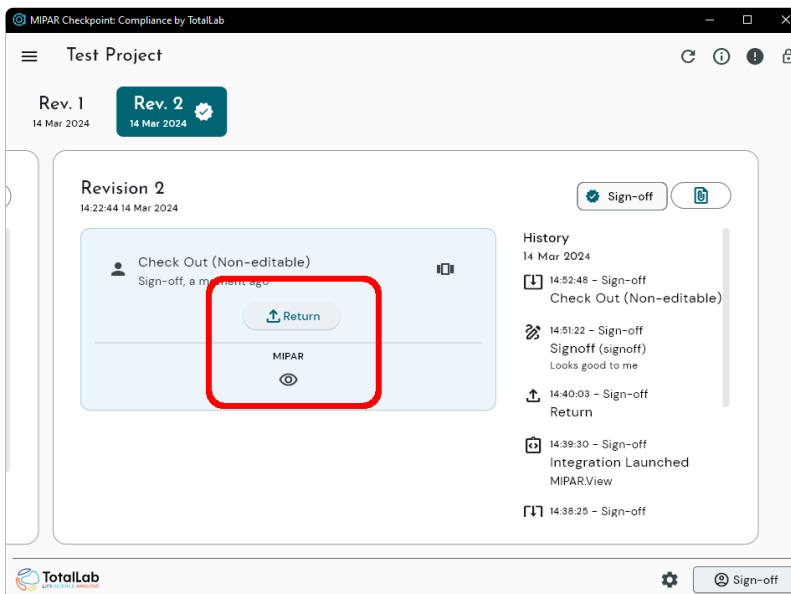 MIPAR Checkpoint: Compliance by TotalLab
Test Project
Rev. 1
14 Mar 2024
Rev. 2
14 Mar 2024
Revision 2
14:22:44 14 Mar 2024
Sign-off
Check Out (Non-editable)
Sign-off, a moment ago
Return
MIPAR
History
14 Mar 2024
14:52:48 - Sign-off
Check Out (Non-editable)
14:51:22 - Sign-off
Signoff (signoff)
Looks good to me
14:40:03 - Sign-off
Return
14:39:30 - Sign-off
Integration Launched
MIPAR.View
14:38:25 - Sign-off
TotalLab
LIFE SCIENCE ANALYSIS
Sign-off